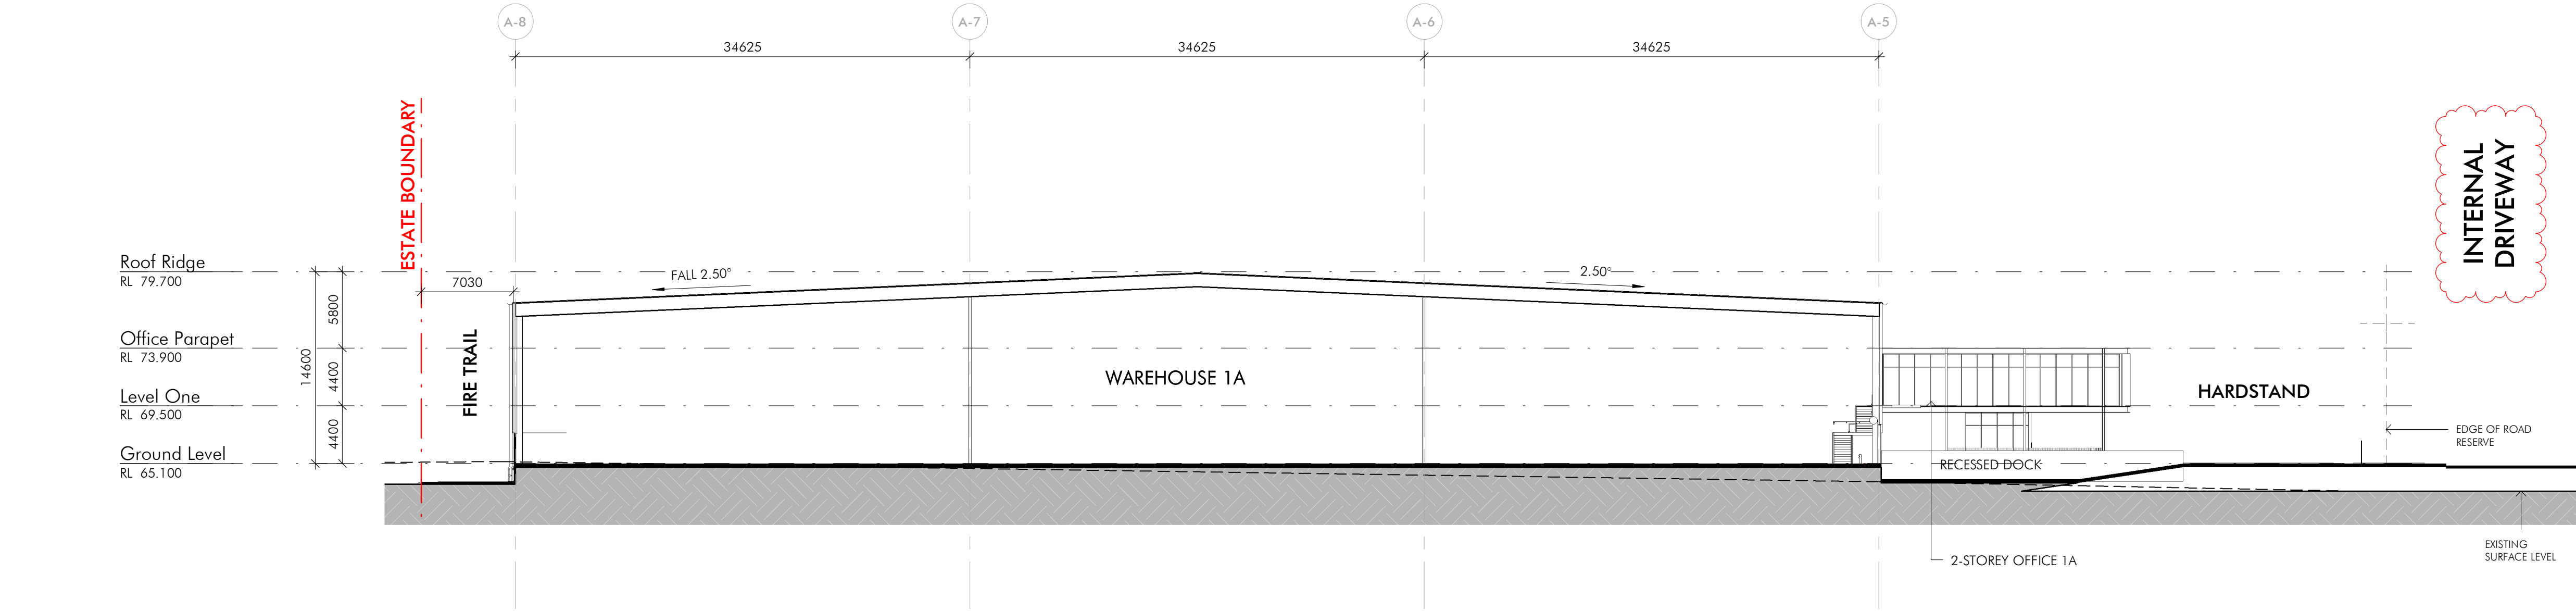 A-8
A-7
A-6
A-5
34625
34625
34625
ESTATE BOUNDARY
INTERNAL
DRIVEWAY
Roof Ridge
RL 79.700
FALL 2.50°
2.50°
7030
5800
Office Parapet
RL 73.900
14600
4400
FIRE TRAIL
WAREHOUSE 1A
HARDSTAND
Level One
RL 69.500
4400
EDGE OF ROAD
RESERVE
Ground Level
RL 65.100
RECESSED DOCK
EXISTING
SURFACE LEVEL
2-STOREY OFFICE 1A